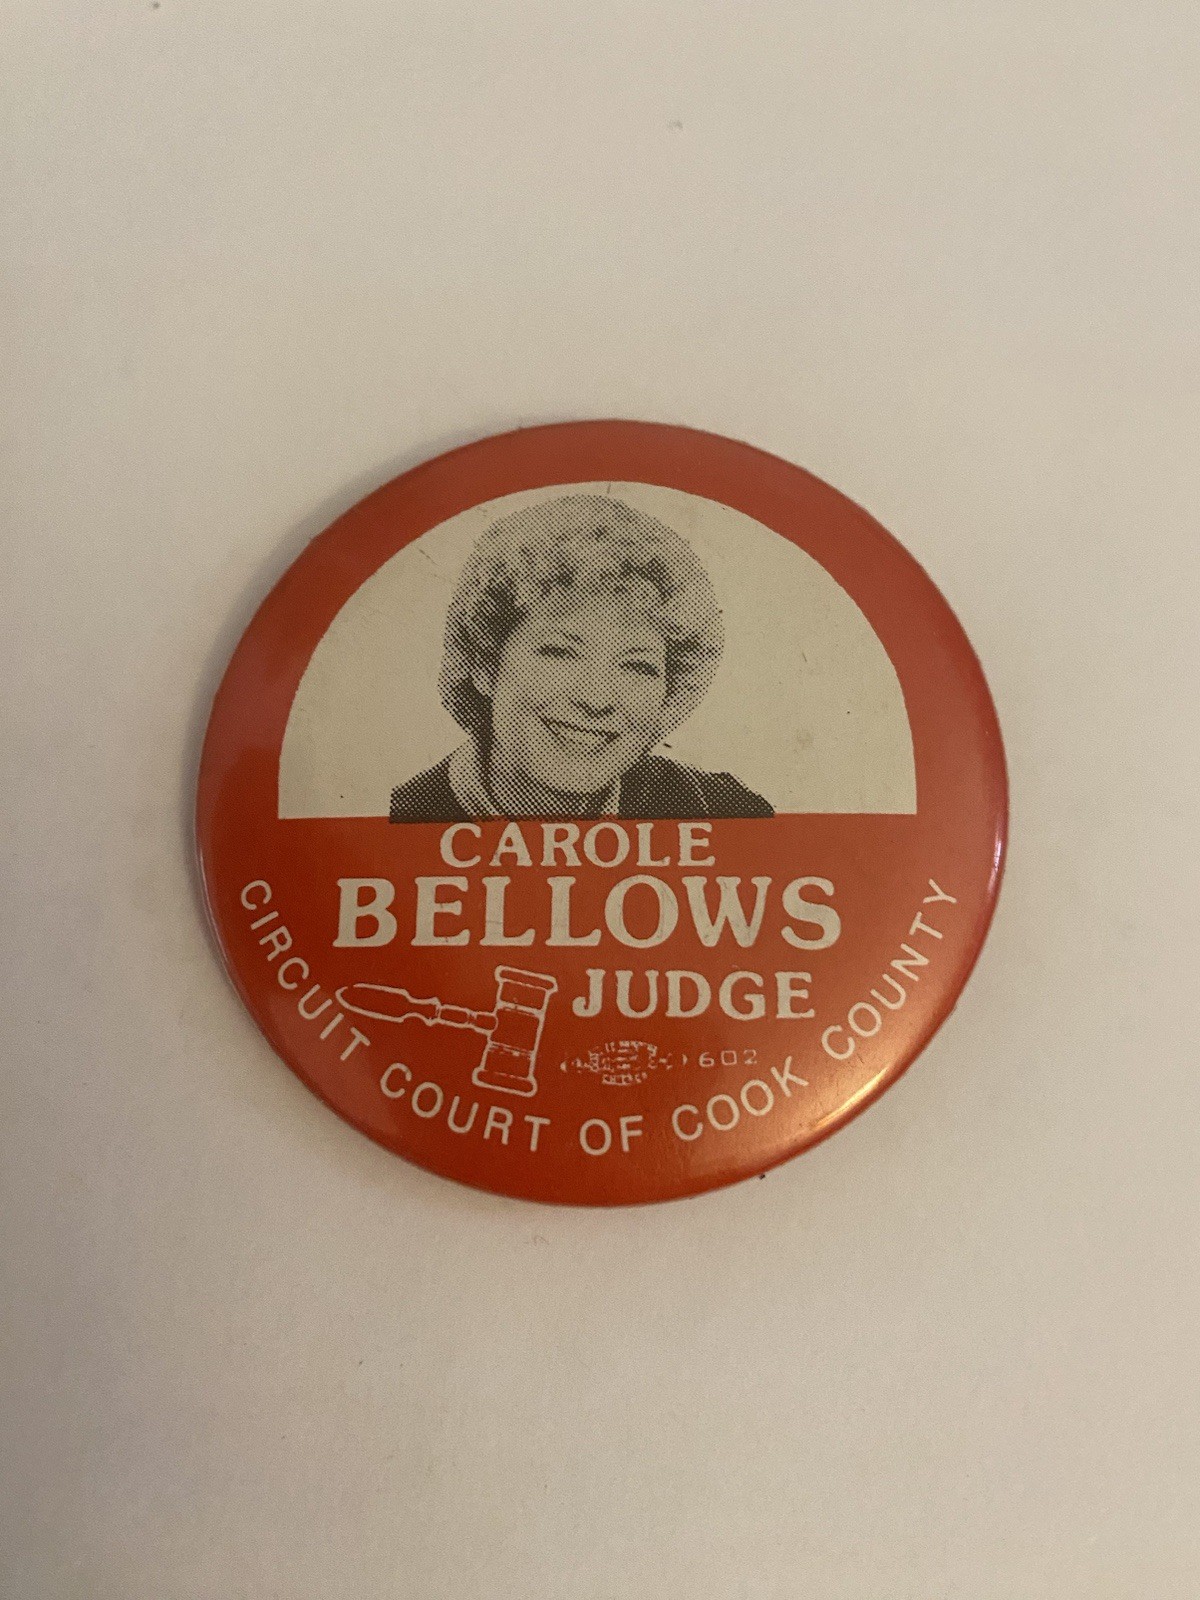 CAROLE
BELLOWS
JUDGE
602
CIRCUIT COURT OF COOK COUNTY